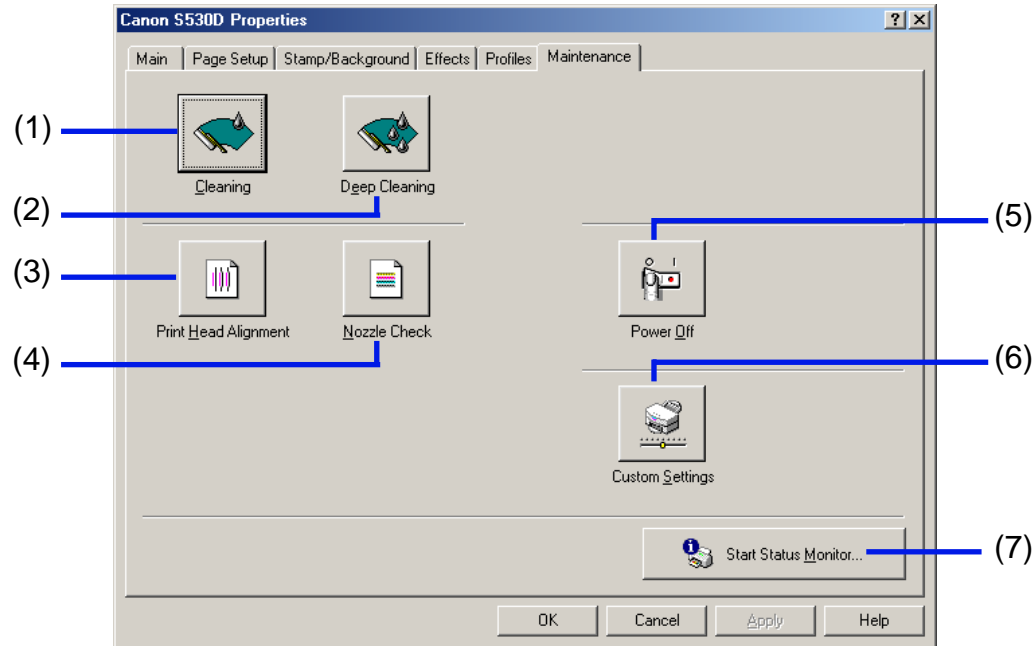 Canon S530D Properties
Main Page Setup Stamp/Background Effects Profiles Maintenance
(1)
Cleaning
Deep Cleaning
(2)
(3)
Print Head Alignment
Nozzle Check
(4)
(5)
Power Off
(6)
Custom Settings
Start Status Monitor...
(7)
OK Cancel Apply Help